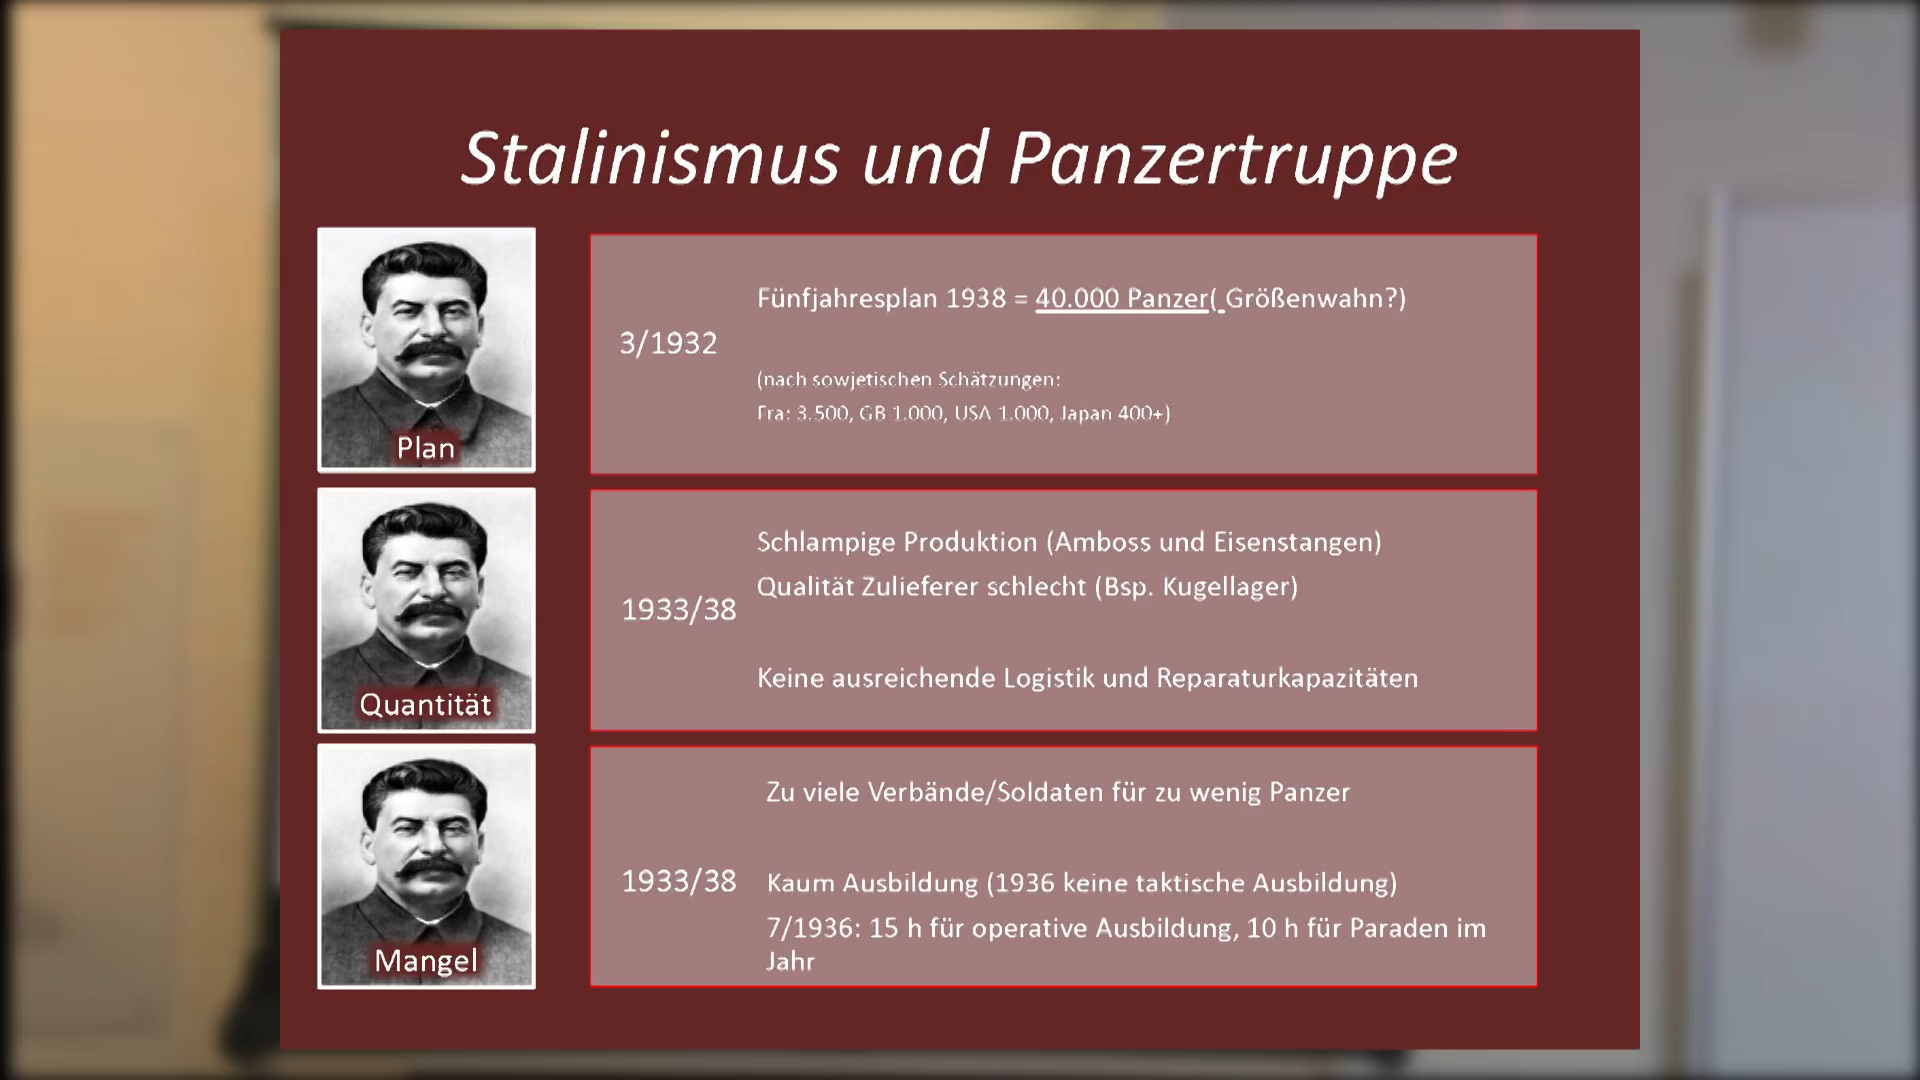 Stalinismus und Panzertruppe
Plan
3/1932
Fünfjahresplan 1938 = 40.000 Panzer( Größenwahn?)
(nach sowjetischen Schätzungen:
Fra: 3.500, GB 1.000, USA 1.000, Japan 400+)
Quantität
1933/38
Schlampige Produktion (Amboss und Eisenstangen)
Qualität Zulieferer schlecht (Bsp. Kugellager)
Keine ausreichende Logistik und Reparaturkapazitäten
Mangel
1933/38
Zu viele Verbände/Soldaten für zu wenig Panzer
Kaum Ausbildung (1936 keine taktische Ausbildung)
7/1936: 15 h für operative Ausbildung, 10 h für Paraden im
Jahr